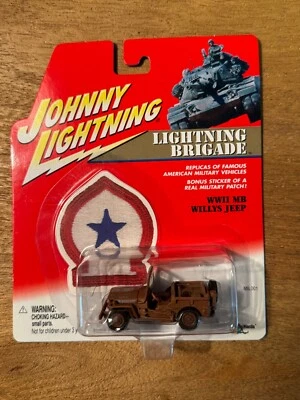 JOHNNY
LIGHTNING
LIGHTNING
BRIGADE
REPLICAS OF FAMOUS
AMERICAN MILITARY VEHICLES
BONUS STICKER OF A
REAL MILITARY PATCH!
WWII MB
WILLYS JEEP
WARNING:
CHOKING HAZARD—
small parts.
Not for children under 3 y